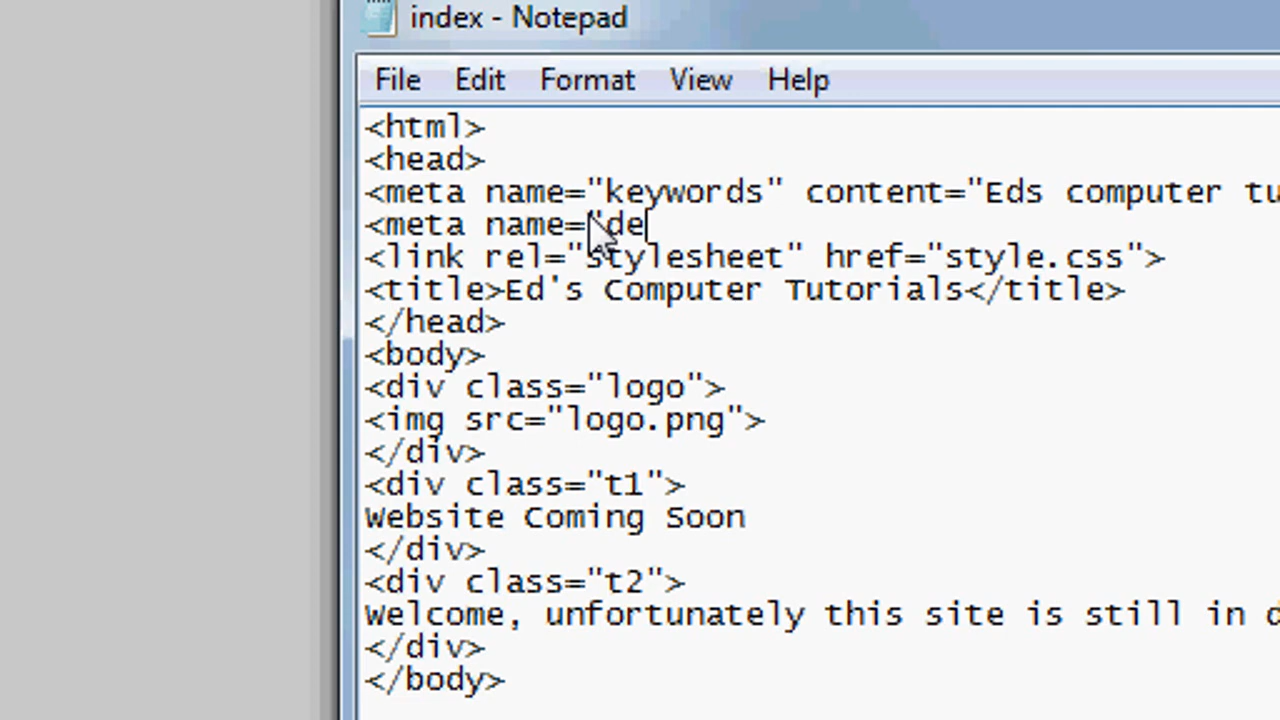 index - Notepad
File Edit Format View Help
<html>
<head>
<meta name="keywords" content="Eds computer tu
<meta name="de
<link rel="stylesheet" href="style.css">
<title>Ed's Computer Tutorials</title>
</head>
<body>
<div class="logo">
<img src="logo.png">
</div>
<div class="t1">
Website Coming Soon
</div>
<div class="t2">
Welcome, unfortunately this site is still in d
</div>
</body>